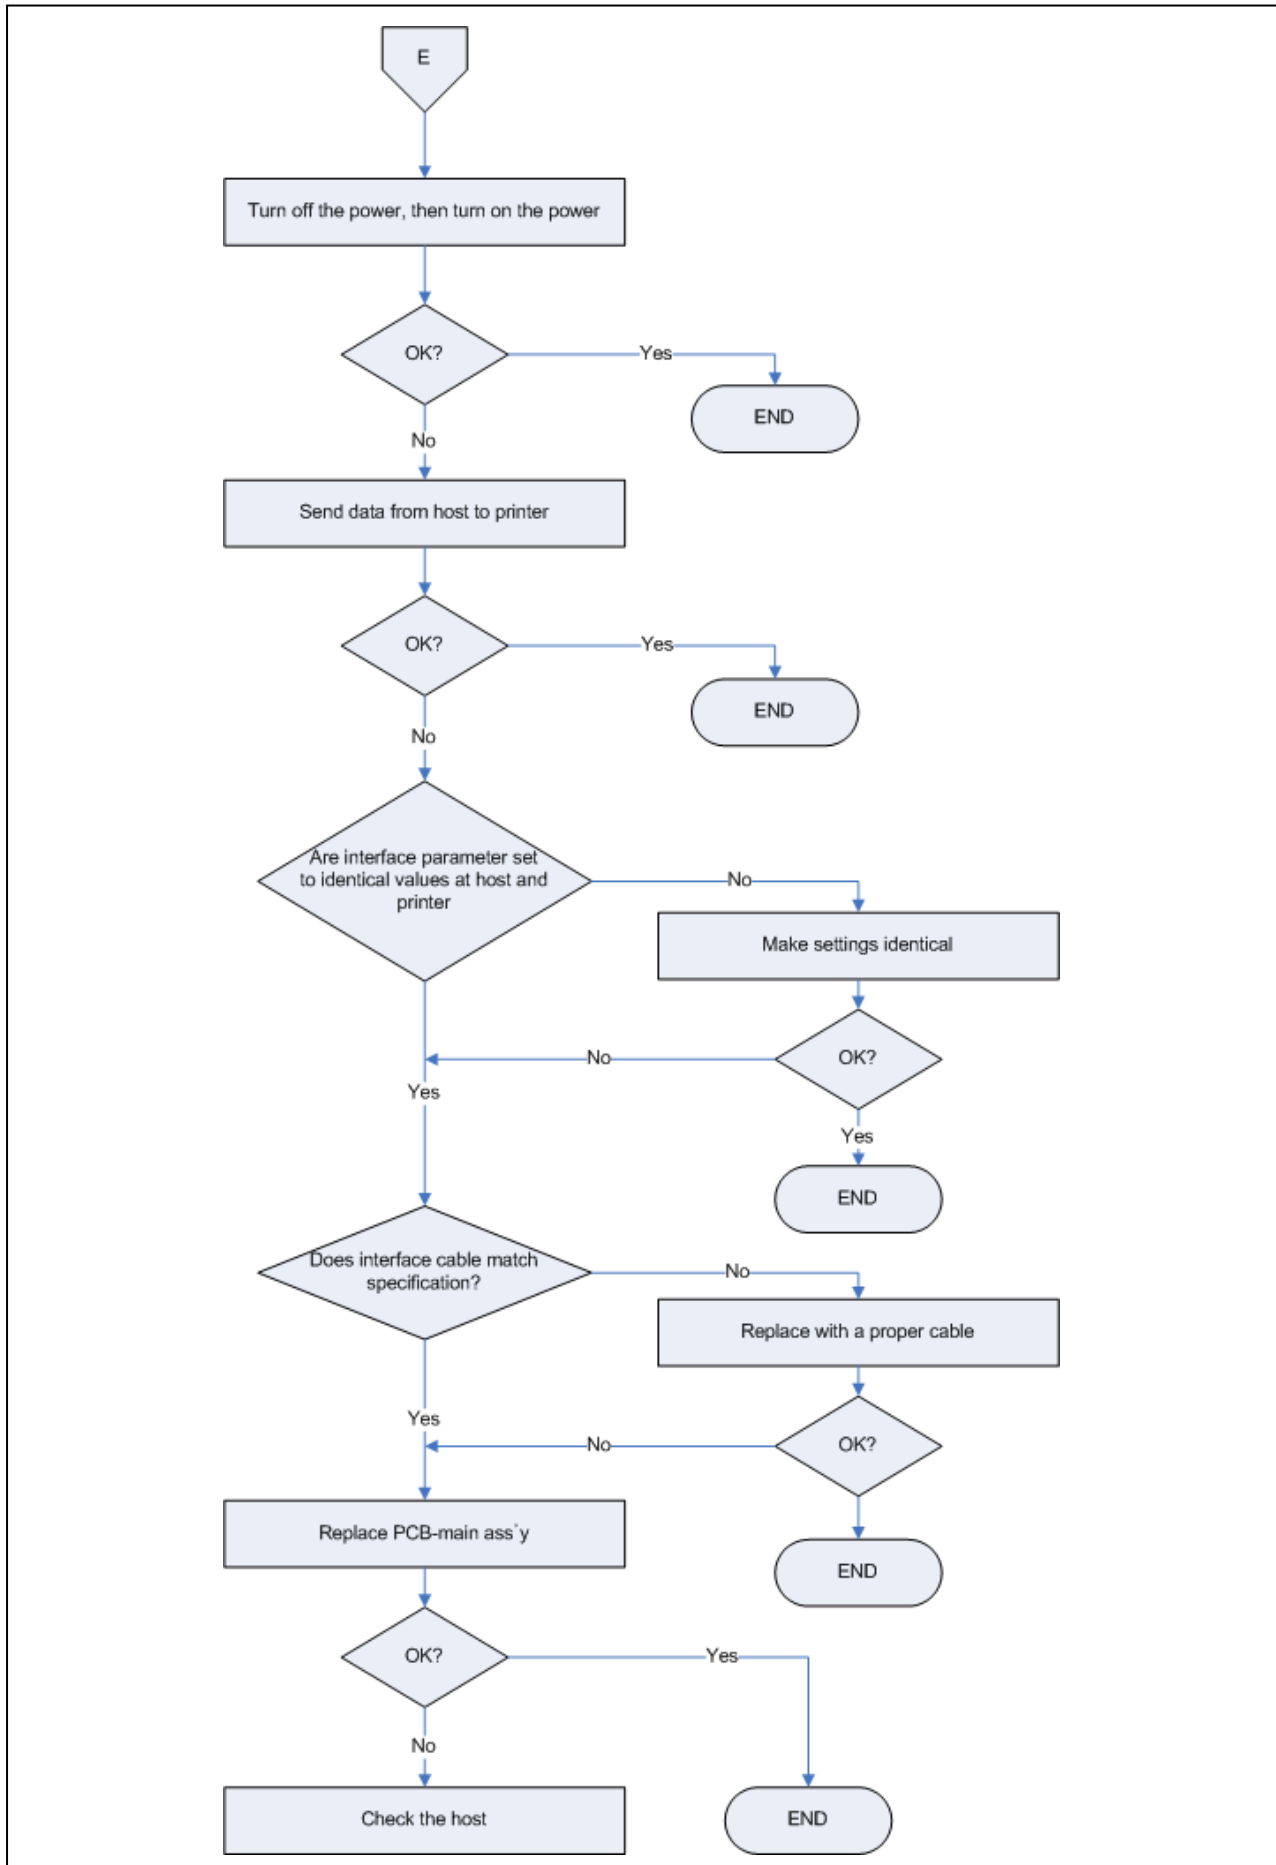 E
Turn off the power, then turn on the power
OK?
Yes
END
No
Send data from host to printer
OK?
Yes
END
No
Are interface parameter set
to identical values at host and
printer
No
Make settings identical
OK?
No
Yes
Yes
END
Does interface cable match
specification?
No
Replace with a proper cable
Yes
OK?
No
Replace PCB-main ass`y
END
OK?
Yes
No
Check the host
END